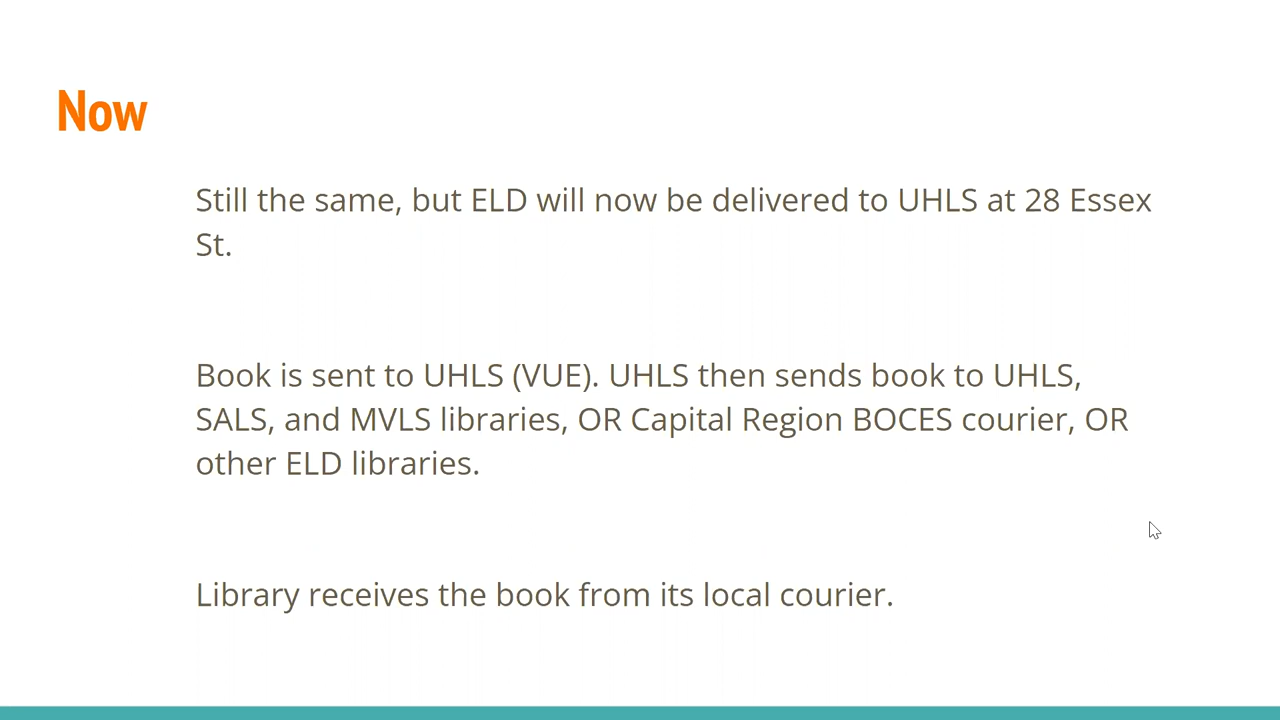 Now
Still the same, but ELD will now be delivered to UHLS at 28 Essex
St.
Book is sent to UHLS (VUE). UHLS then sends book to UHLS,
SALS, and MVLS libraries, OR Capital Region BOCES courier, OR
other ELD libraries.
Library receives the book from its local courier.